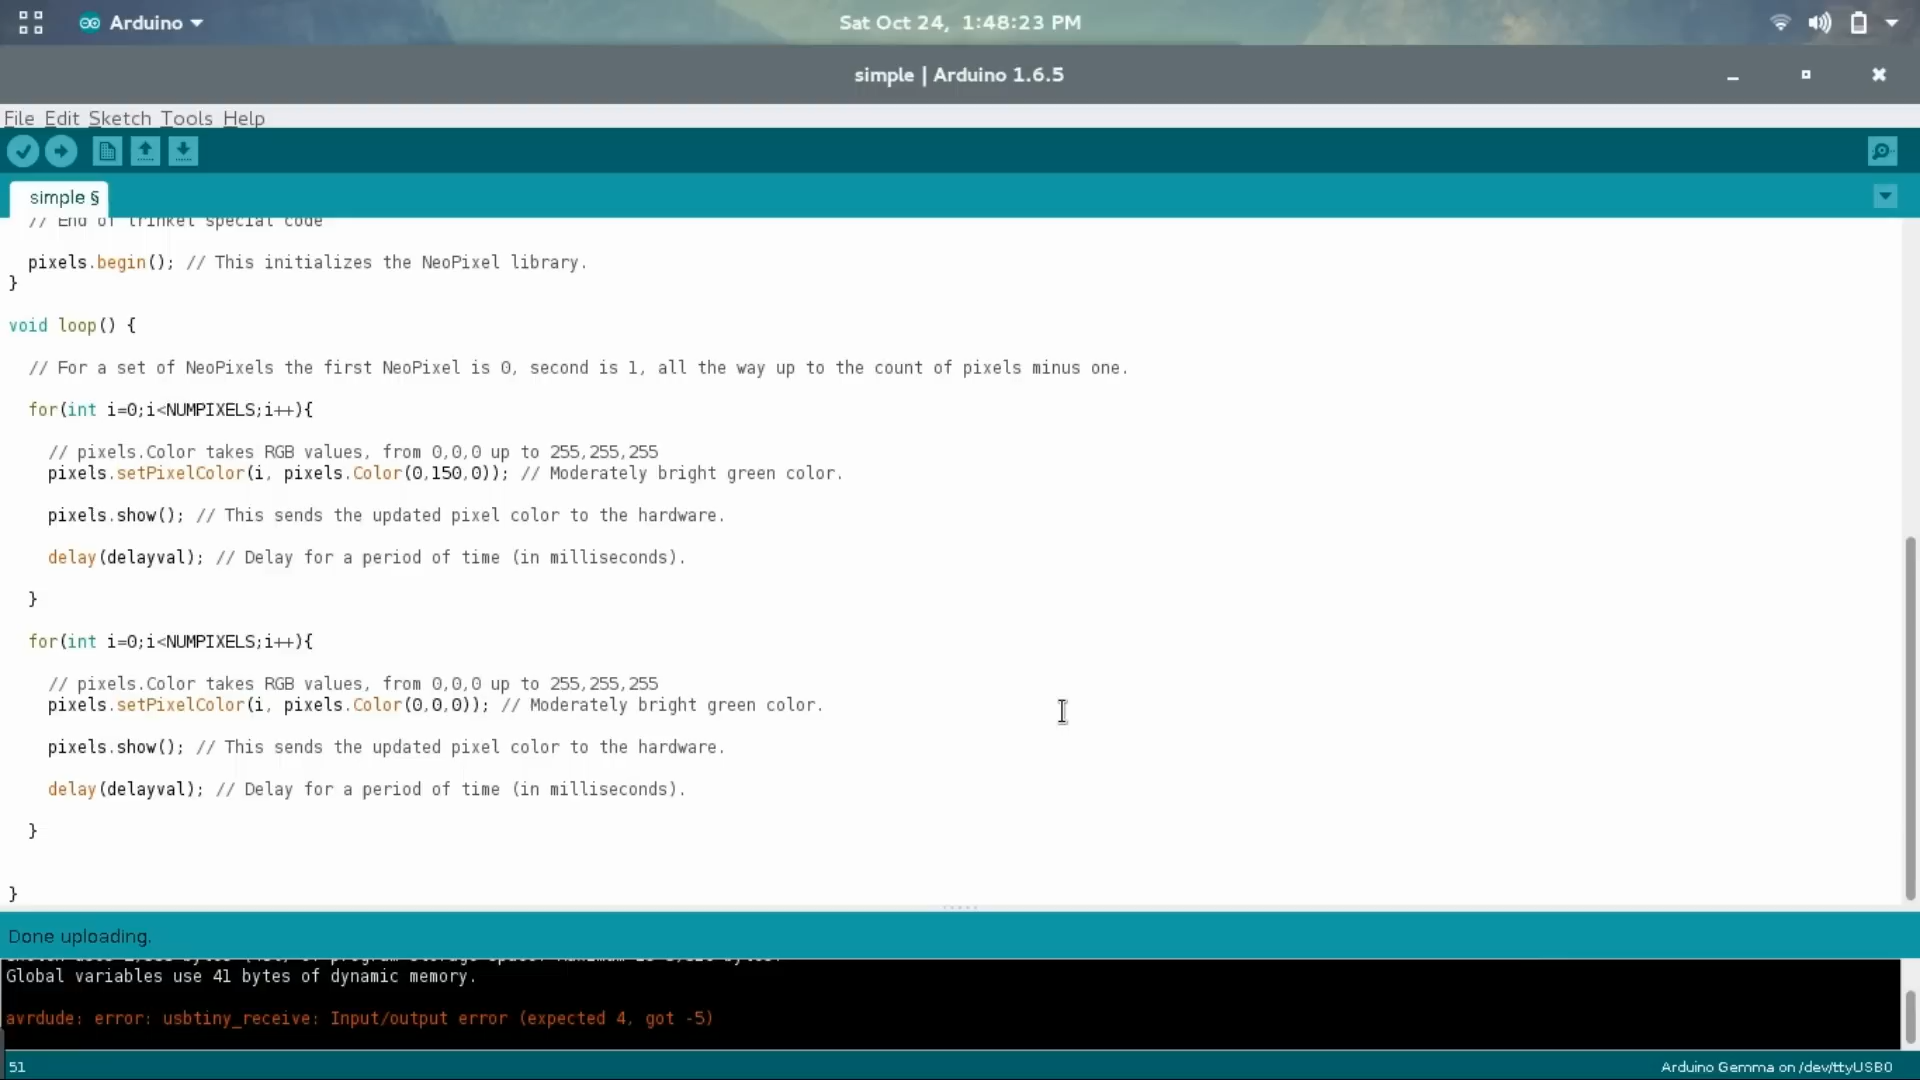 Arduino
Sat Oct 24, 1:48:23 PM
simple | Arduino 1.6.5
File Edit Sketch Tools Help
simple §
// End of Trinket special code
pixels.begin(); // This initializes the NeoPixel library.
}
void loop() {
// For a set of NeoPixels the first NeoPixel is 0, second is 1, all the way up to the count of pixels minus one.
for(int i=0;i<NUMPIXELS;i++){
// pixels.Color takes RGB values, from 0,0,0 up to 255,255,255
pixels.setPixelColor(i, pixels.Color(0,150,0)); // Moderately bright green color.
pixels.show(); // This sends the updated pixel color to the hardware.
delay(delayval); // Delay for a period of time (in milliseconds).
}
for(int i=0;i<NUMPIXELS;i++){
// pixels.Color takes RGB values, from 0,0,0 up to 255,255,255
pixels.setPixelColor(i, pixels.Color(0,0,0)); // Moderately bright green color.
pixels.show(); // This sends the updated pixel color to the hardware.
delay(delayval); // Delay for a period of time (in milliseconds).
}
}
Done uploading.
Global variables use 41 bytes of dynamic memory.
avrdude: error: usbtiny_receive: Input/output error (expected 4, got -5)
51
Arduino Gemma on /dev/ttyUSB0